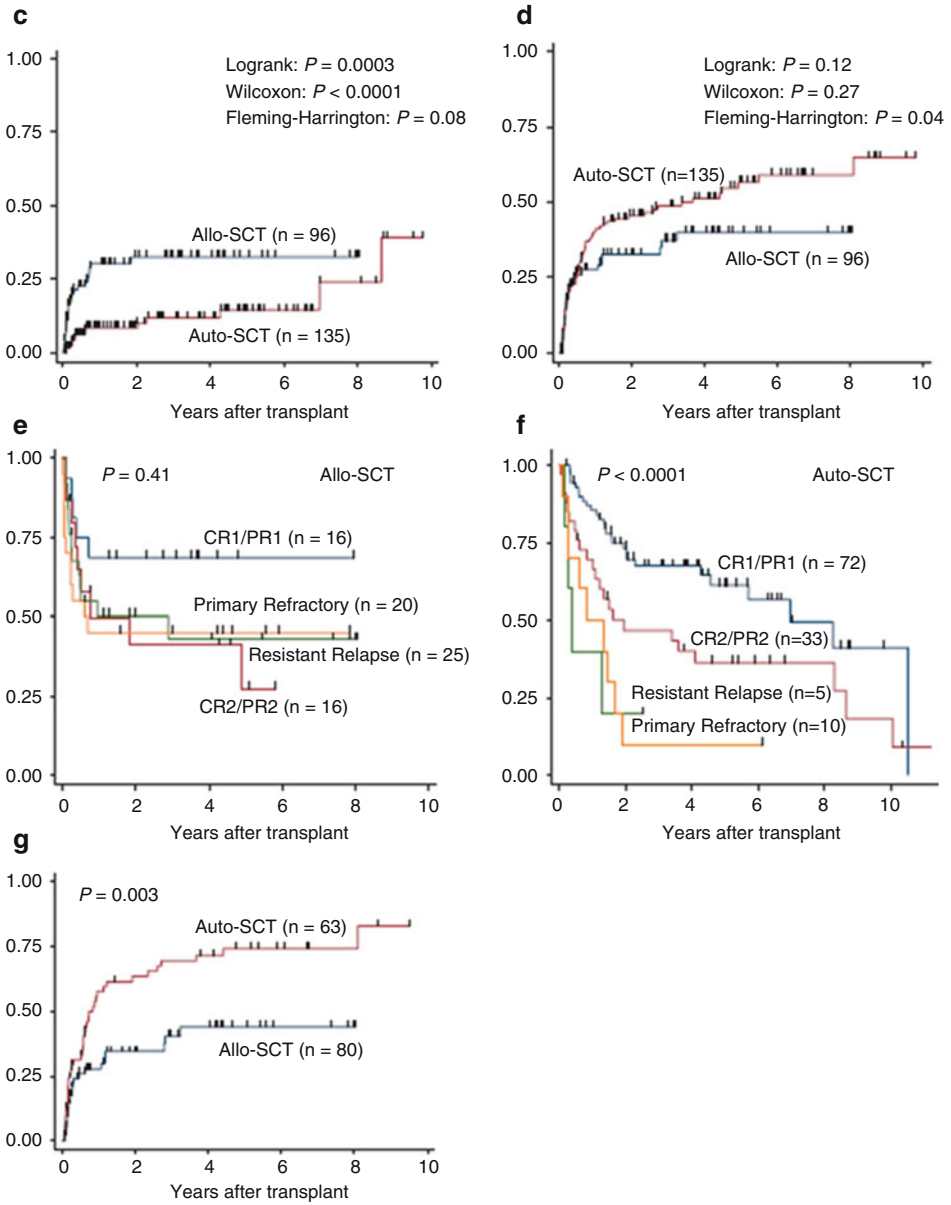 c
1.00
0.75
0.50
0.25
0.00
Logrank: P = 0.0003
Wilcoxon: P < 0.0001
Fleming-Harrington: P = 0.08
Allo-SCT (n = 96)
Auto-SCT (n = 135)
0 2 4 6 8 10
Years after transplant
d
1.00
0.75
0.50
0.25
0.00
Logrank: P = 0.12
Wilcoxon: P = 0.27
Fleming-Harrington: P = 0.04
Auto-SCT (n=135)
Allo-SCT (n = 96)
0 2 4 6 8 10
Years after transplant
e
1.00
0.75
0.50
0.25
0.00
P = 0.41 Allo-SCT
CR1/PR1 (n = 16)
Primary Refractory (n = 20)
Resistant Relapse (n = 25)
CR2/PR2 (n = 16)
0 2 4 6 8 10
Years after transplant
f
1.00
0.75
0.50
0.25
0.00
P < 0.0001 Auto-SCT
CR1/PR1 (n = 72)
CR2/PR2 (n=33)
Resistant Relapse (n=5)
Primary Refractory (n=10)
0 2 4 6 8 10
Years after transplant
g
1.00
0.75
0.50
0.25
0.00
P = 0.003
Auto-SCT (n = 63)
Allo-SCT (n = 80)
0 2 4 6 8 10
Years after transplant